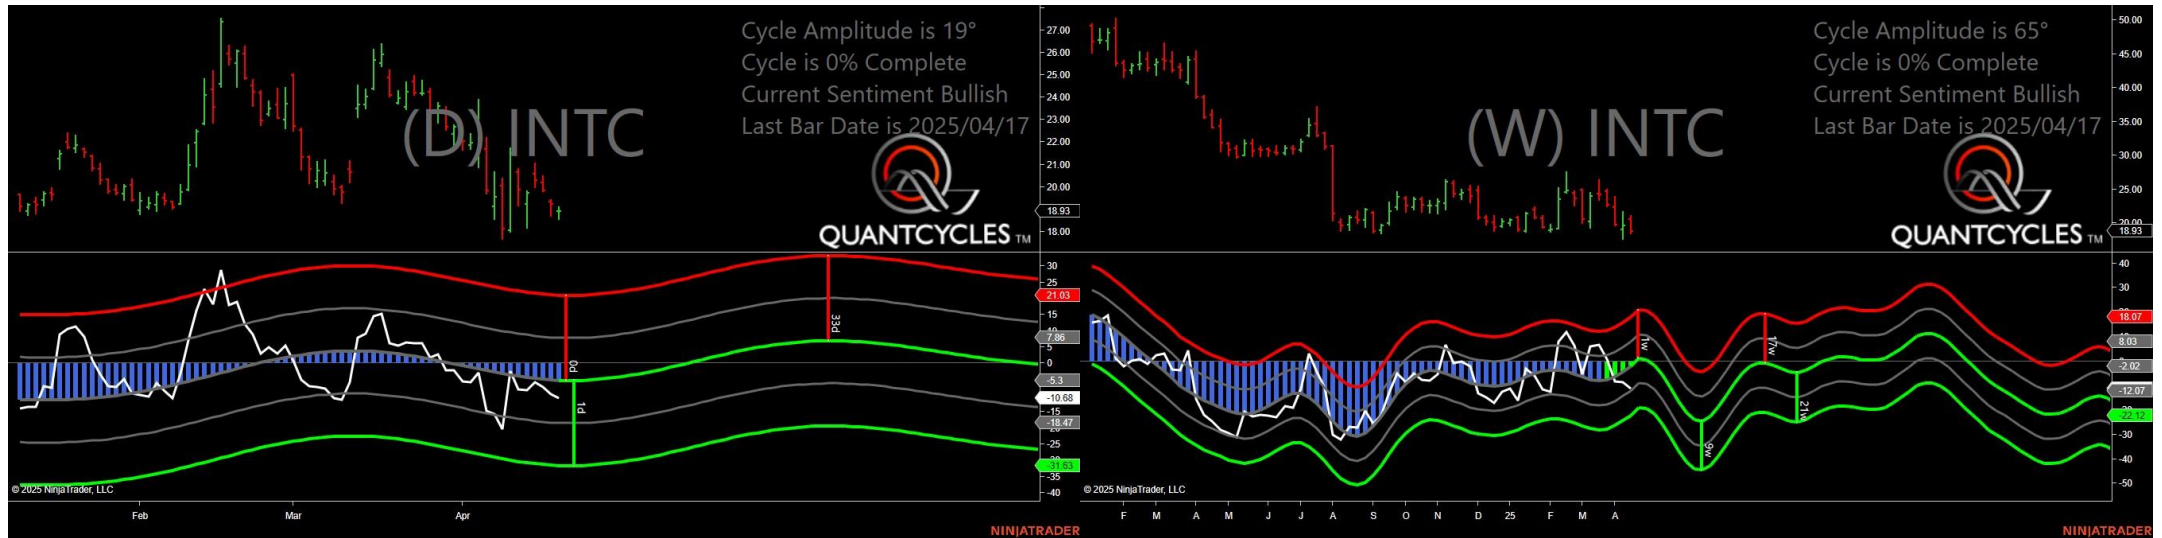 Cycle Amplitude is 19°
Cycle is 0% Complete
Current Sentiment Bullish
Last Bar Date is 2025/04/17
(D) INTC
QUANTCYCLES TM
27.00
26.00
25.00
24.00
23.00
22.00
21.00
20.00
18.93
18.00
30
25
21.03
15
7.86
5
0
-5.3
-10.68
-15
-18.47
-25
-31.63
-35
-40
0d
1d
33d
© 2025 NinjaTrader, LLC
Feb
Mar
Apr
NINJATRADER
Cycle Amplitude is 65°
Cycle is 0% Complete
Current Sentiment Bullish
Last Bar Date is 2025/04/17
(W) INTC
QUANTCYCLES TM
50.00
45.00
40.00
35.00
30.00
25.00
20.00
18.93
40
30
18.07
8.03
-2.02
-12.07
-22.12
-30
-40
-50
1w
9w
17w
21w
© 2025 NinjaTrader, LLC
F
M
A
M
J
J
A
S
O
N
D
25
F
M
A
NINJATRADER